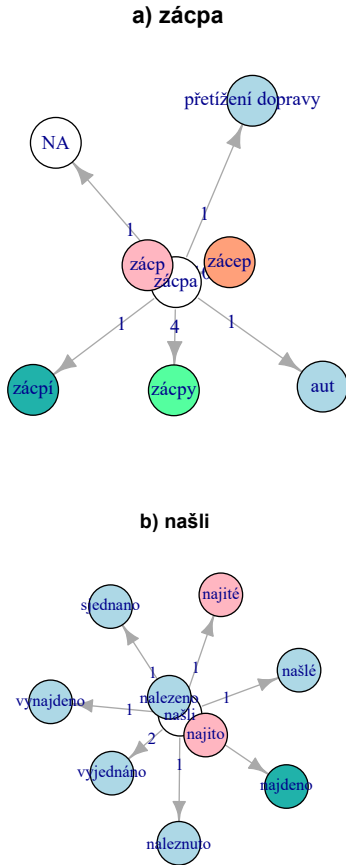 a) zácpa
přetížení dopravy
NA
1
1
zácp
zácep
zácpa
1
4
1
zácpí
zácpy
aut
b) našli
sjednano
najité
našlé
1
1
nalezeno
1
vynajdeno
1
našli
2
najito
vyjednáno
1
najdeno
naleznuto